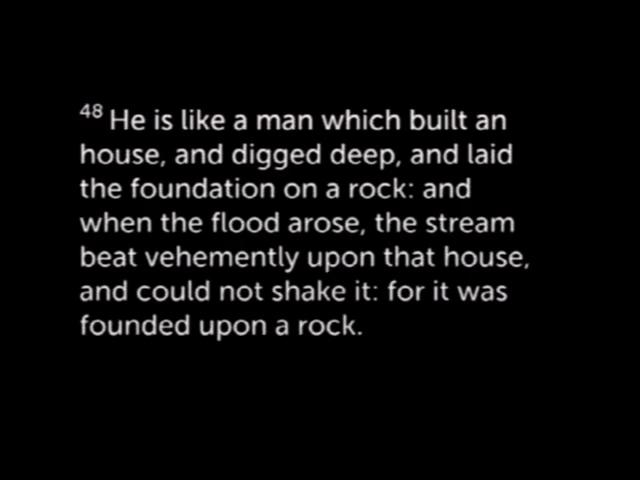 48 He is like a man which built an
house, and digged deep, and laid
the foundation on a rock: and
when the flood arose, the stream
beat vehemently upon that house,
and could not shake it: for it was
founded upon a rock.